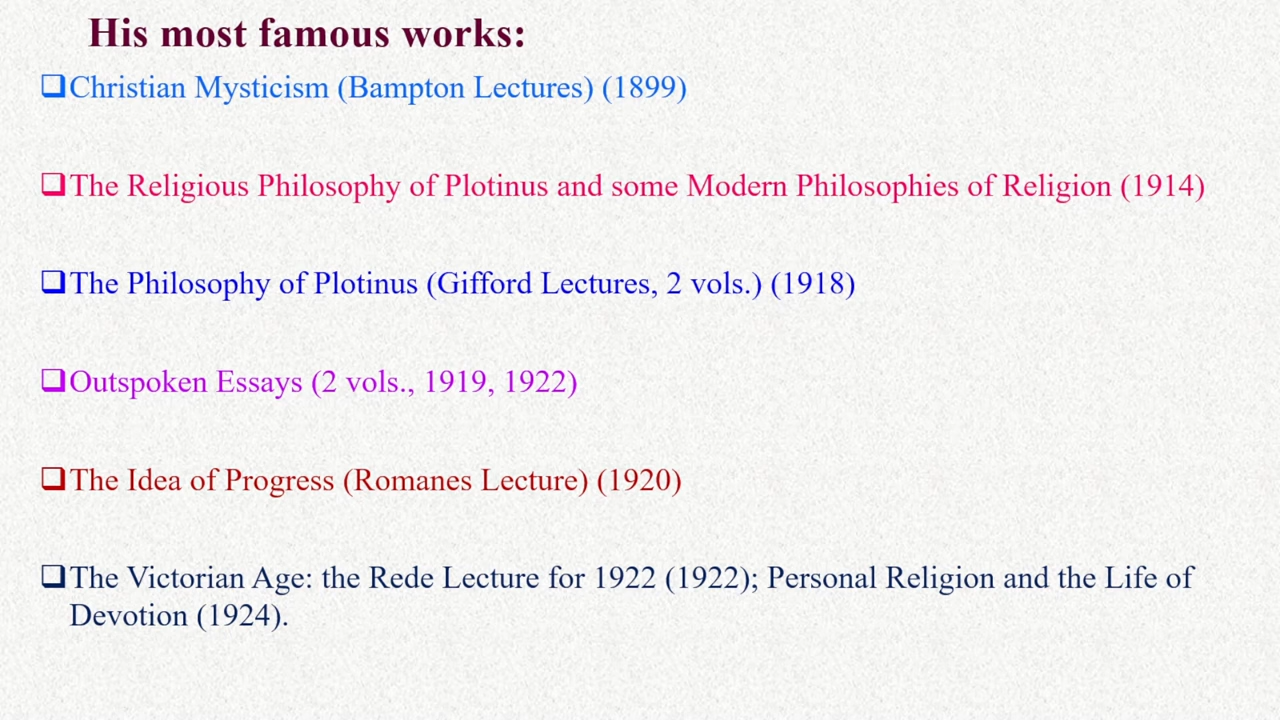 His most famous works:
❑Christian Mysticism (Bampton Lectures) (1899)
❑The Religious Philosophy of Plotinus and some Modern Philosophies of Religion (1914)
❑The Philosophy of Plotinus (Gifford Lectures, 2 vols.) (1918)
❑Outspoken Essays (2 vols., 1919, 1922)
❑The Idea of Progress (Romanes Lecture) (1920)
❑The Victorian Age: the Rede Lecture for 1922 (1922); Personal Religion and the Life of
Devotion (1924).